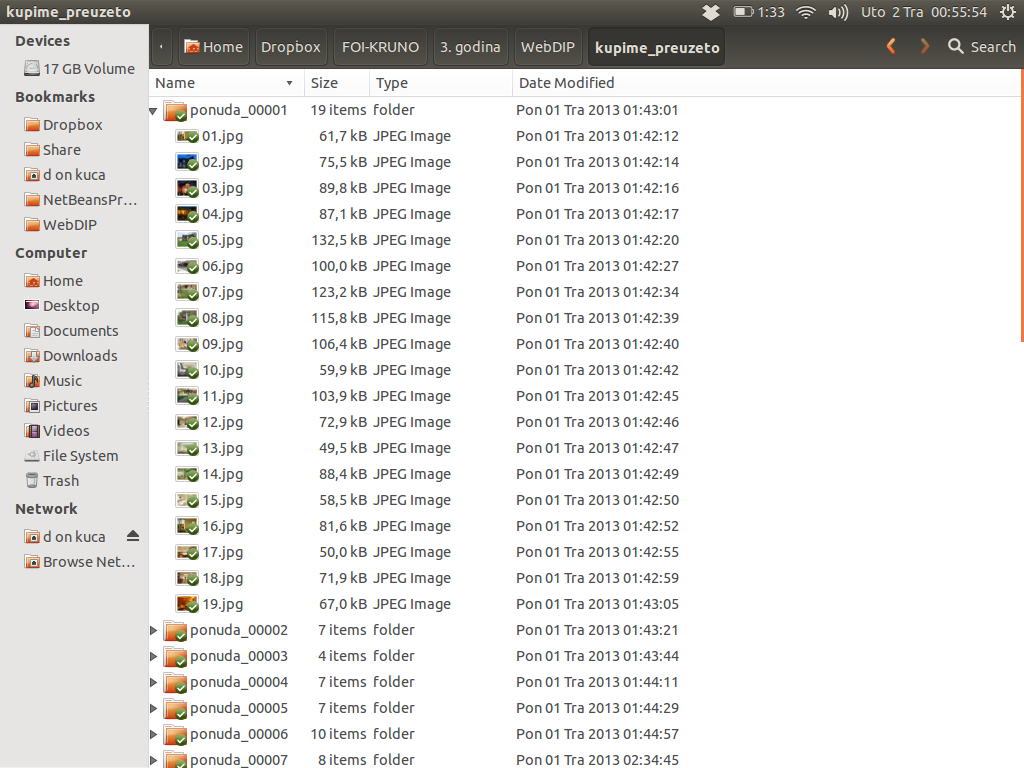 kupime_preuzeto 1:33 Uto 2 Tra 00:55:54
Home Dropbox FOI-KRUNO 3. godina WebDIP kupime_preuzeto Search
Devices
17 GB Volume
Bookmarks
Dropbox
Share
d on kuca
NetBeansPr...
WebDIP
Computer
Home
Desktop
Documents
Downloads
Music
Pictures
Videos
File System
Trash
Network
d on kuca
Browse Net...
Name Size Type Date Modified
ponuda_00001 19 items folder Pon 01 Tra 2013 01:43:01
01.jpg 61,7 kB JPEG Image Pon 01 Tra 2013 01:42:12
02.jpg 75,5 kB JPEG Image Pon 01 Tra 2013 01:42:14
03.jpg 89,8 kB JPEG Image Pon 01 Tra 2013 01:42:16
04.jpg 87,1 kB JPEG Image Pon 01 Tra 2013 01:42:17
05.jpg 132,5 kB JPEG Image Pon 01 Tra 2013 01:42:20
06.jpg 100,0 kB JPEG Image Pon 01 Tra 2013 01:42:27
07.jpg 123,2 kB JPEG Image Pon 01 Tra 2013 01:42:34
08.jpg 115,8 kB JPEG Image Pon 01 Tra 2013 01:42:39
09.jpg 106,4 kB JPEG Image Pon 01 Tra 2013 01:42:40
10.jpg 59,9 kB JPEG Image Pon 01 Tra 2013 01:42:42
11.jpg 103,9 kB JPEG Image Pon 01 Tra 2013 01:42:45
12.jpg 72,9 kB JPEG Image Pon 01 Tra 2013 01:42:46
13.jpg 49,5 kB JPEG Image Pon 01 Tra 2013 01:42:47
14.jpg 88,4 kB JPEG Image Pon 01 Tra 2013 01:42:49
15.jpg 58,5 kB JPEG Image Pon 01 Tra 2013 01:42:50
16.jpg 81,6 kB JPEG Image Pon 01 Tra 2013 01:42:52
17.jpg 50,0 kB JPEG Image Pon 01 Tra 2013 01:42:55
18.jpg 71,9 kB JPEG Image Pon 01 Tra 2013 01:42:59
19.jpg 67,0 kB JPEG Image Pon 01 Tra 2013 01:43:05
ponuda_00002 7 items folder Pon 01 Tra 2013 01:43:21
ponuda_00003 4 items folder Pon 01 Tra 2013 01:43:44
ponuda_00004 7 items folder Pon 01 Tra 2013 01:44:11
ponuda_00005 7 items folder Pon 01 Tra 2013 01:44:29
ponuda_00006 10 items folder Pon 01 Tra 2013 01:44:57
ponuda_00007 8 items folder Pon 01 Tra 2013 02:34:45